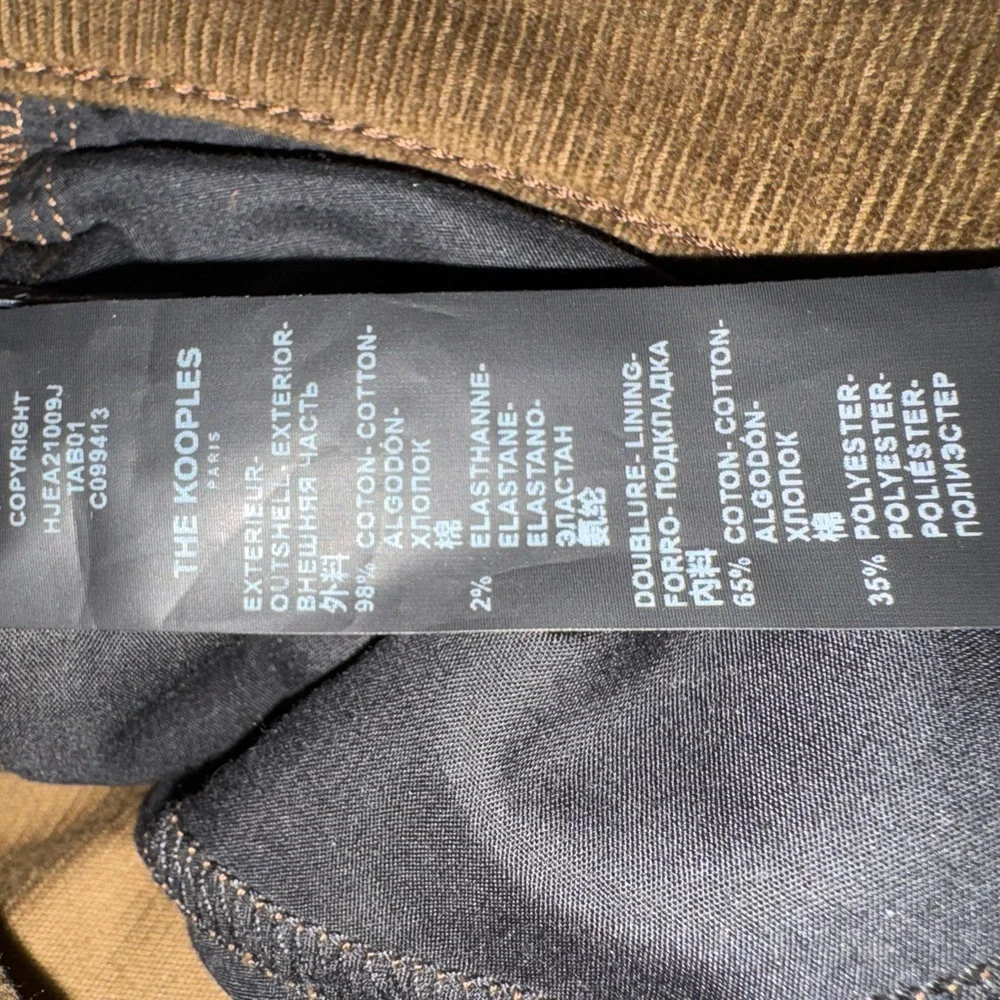 COPYRIGHT
HJEA21009J
TAB01
C099413
THE KOOPLES
PARIS
EXTERIEUR-
OUTSHELL- EXTERIOR-
ВНЕШНЯЯ ЧАСТЬ
外料
98% COTON- COTTON-
ALGODÓN-
ХЛОПОК
棉
2% ELASTHANNE-
ELASTANE-
ELASTANO-
ЭЛАСТАН
氨纶
DOUBLURE- LINING-
FORRO- ПОДКЛАДКА
内料
65% COTON- COTTON-
ALGODÓN-
ХЛОПОК
棉
35% POLYESTER-
POLYESTER-
POLIÉSTER-
ПОЛИЭСТЕР